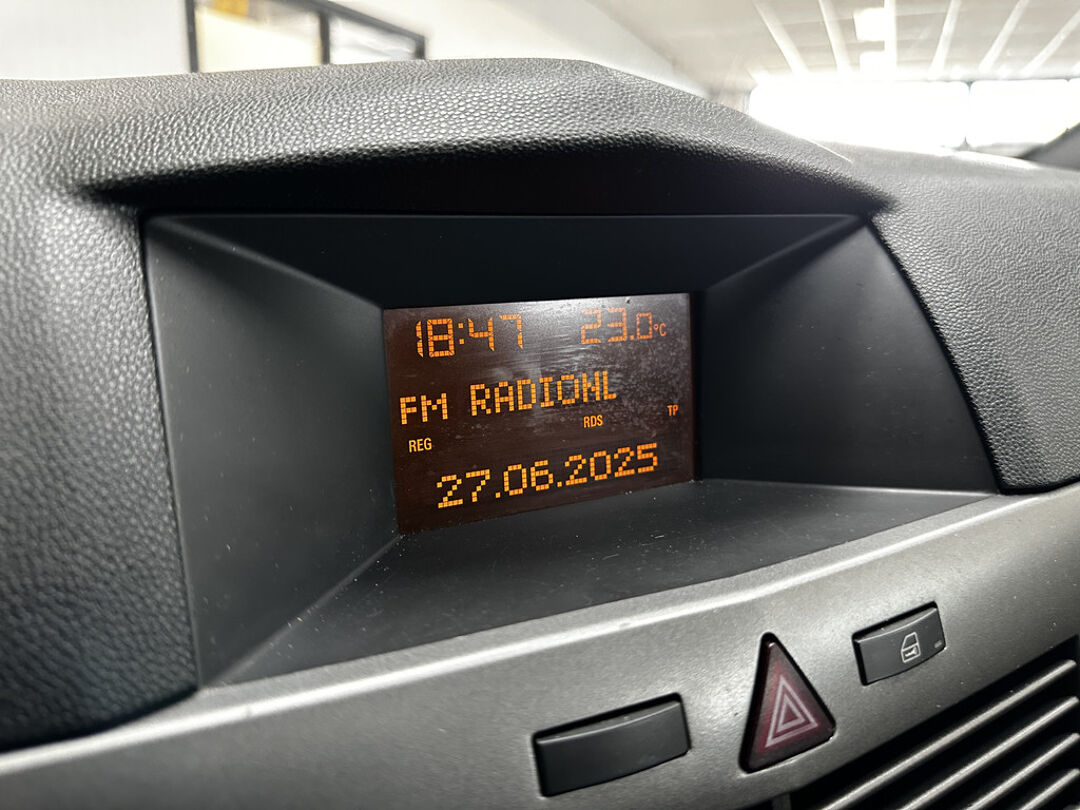 18:47 23.0°C
FM RADIONL
REG RDS TP
27.06.2025